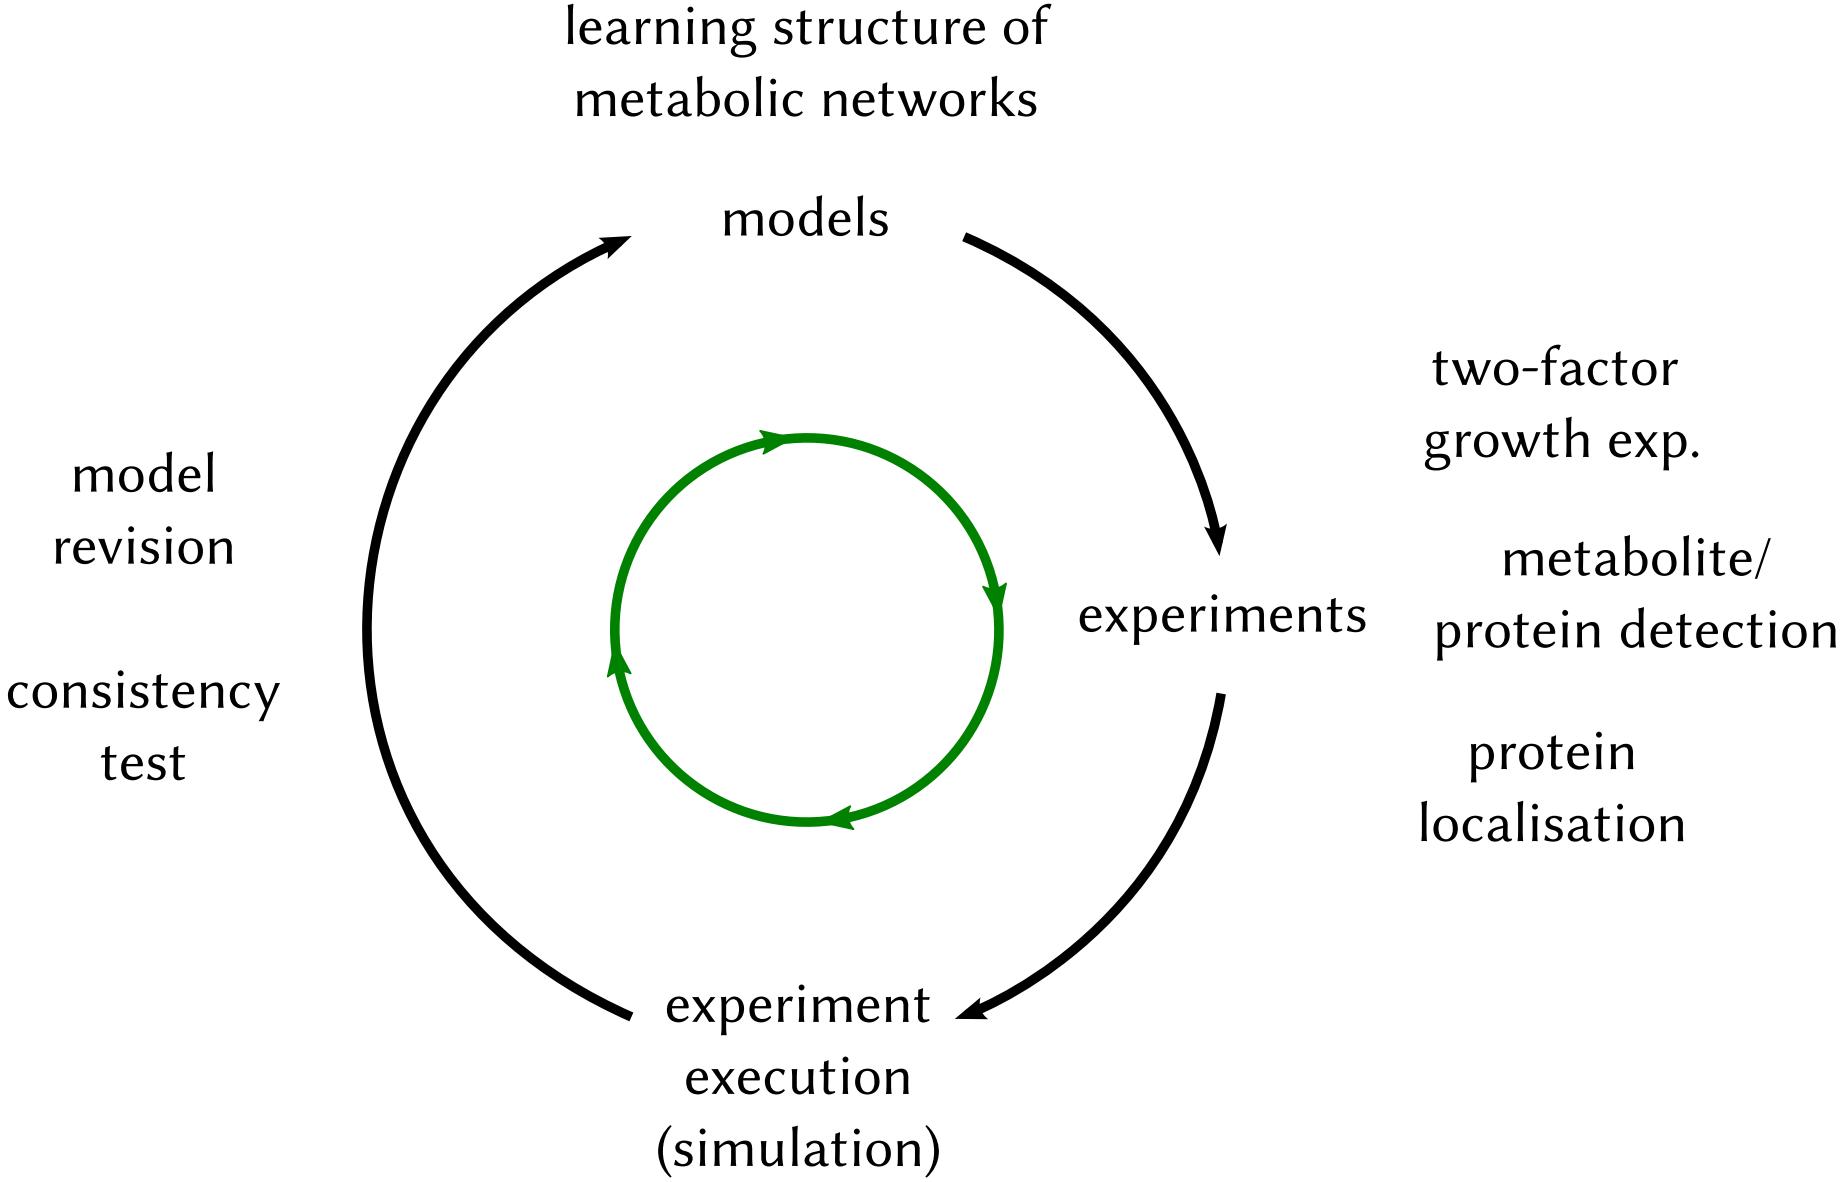 learning structure of
metabolic networks
models
two-factor
growth exp.
metabolite/
protein detection
protein
localisation
experiments
experiment
execution
(simulation)
model
revision
consistency
test